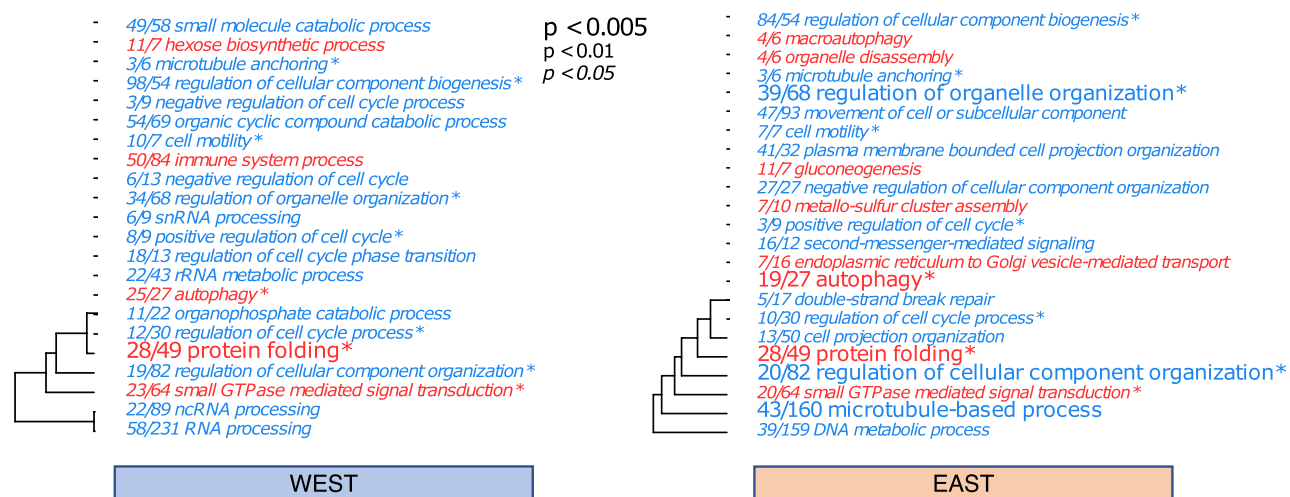 49/58 small molecule catabolic process
11/7 hexose biosynthetic process
3/6 microtubule anchoring*
98/54 regulation of cellular component biogenesis*
3/9 negative regulation of cell cycle process
54/69 organic cyclic compound catabolic process
10/7 cell motility*
50/84 immune system process
6/13 negative regulation of cell cycle
34/68 regulation of organelle organization*
6/9 snRNA processing
8/9 positive regulation of cell cycle*
18/13 regulation of cell cycle phase transition
22/43 rRNA metabolic process
25/27 autophagy*
11/22 organophosphate catabolic process
12/30 regulation of cell cycle process*
28/49 protein folding*
19/82 regulation of cellular component organization*
23/64 small GTPase mediated signal transduction*
22/89 ncRNA processing
58/231 RNA processing
WEST
p <0.005
p <0.01
p <0.05
84/54 regulation of cellular component biogenesis*
4/6 macroautophagy
4/6 organelle disassembly
3/6 microtubule anchoring*
39/68 regulation of organelle organization*
47/93 movement of cell or subcellular component
7/7 cell motility*
41/32 plasma membrane bounded cell projection organization
11/7 gluconeogenesis
27/27 negative regulation of cellular component organization
7/10 metallo-sulfur cluster assembly
3/9 positive regulation of cell cycle*
16/12 second-messenger-mediated signaling
7/16 endoplasmic reticulum to Golgi vesicle-mediated transport
19/27 autophagy*
5/17 double-strand break repair
10/30 regulation of cell cycle process*
13/50 cell projection organization
28/49 protein folding*
20/82 regulation of cellular component organization*
20/64 small GTPase mediated signal transduction*
43/160 microtubule-based process
39/159 DNA metabolic process
EAST